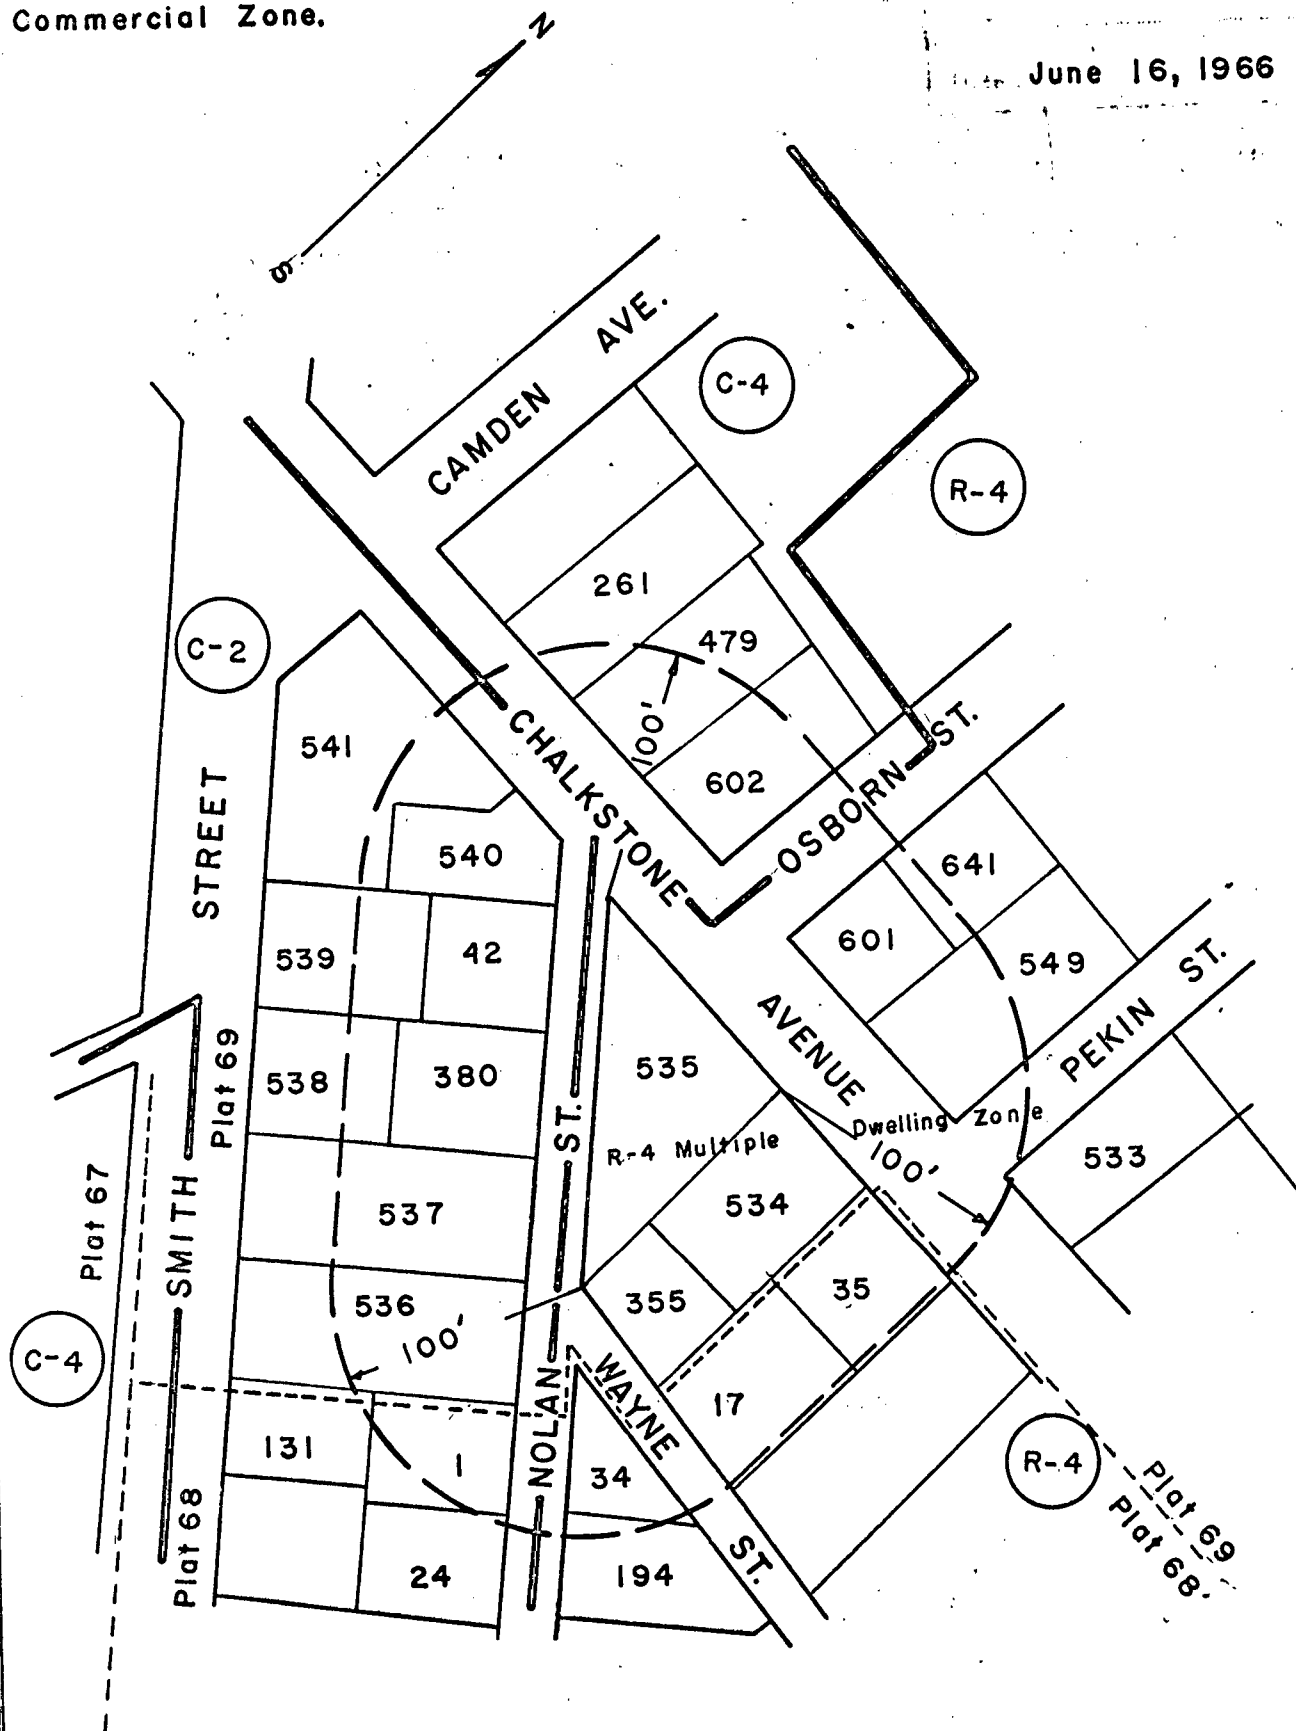 Commercial Zone.
N
June 16, 1966
S
CAMDEN AVE.
C-4
R-4
261
C-2
479
100'
541
CHALKSTONE AVENUE
602
OSBORN ST.
STREET
540
641
601
539
42
549
PEKIN ST.
Plat 69
538
380
535
R-4 Multiple Dwelling Zone
100'
533
Plat 67
SMITH
537
534
NOLAN ST.
536
100'
355
35
C-4
WAYNE ST.
17
131
1
34
R-4
Plat 69
Plat 68
Plat 68
24
194